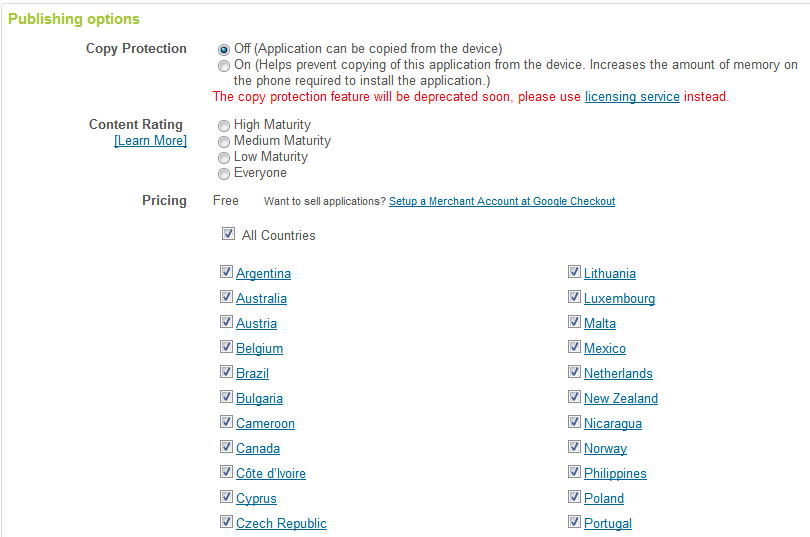 Publishing options
Copy Protection
Off (Application can be copied from the device)
On (Helps prevent copying of this application from the device. Increases the amount of memory on
the phone required to install the application.)
The copy protection feature will be deprecated soon, please use licensing service instead.
Content Rating
[Learn More]
High Maturity
Medium Maturity
Low Maturity
Everyone
Pricing
Free
Want to sell applications? Setup a Merchant Account at Google Checkout
All Countries
Argentina
Australia
Austria
Belgium
Brazil
Bulgaria
Cameroon
Canada
Côte d'Ivoire
Cyprus
Czech Republic
Lithuania
Luxembourg
Malta
Mexico
Netherlands
New Zealand
Nicaragua
Norway
Philippines
Poland
Portugal